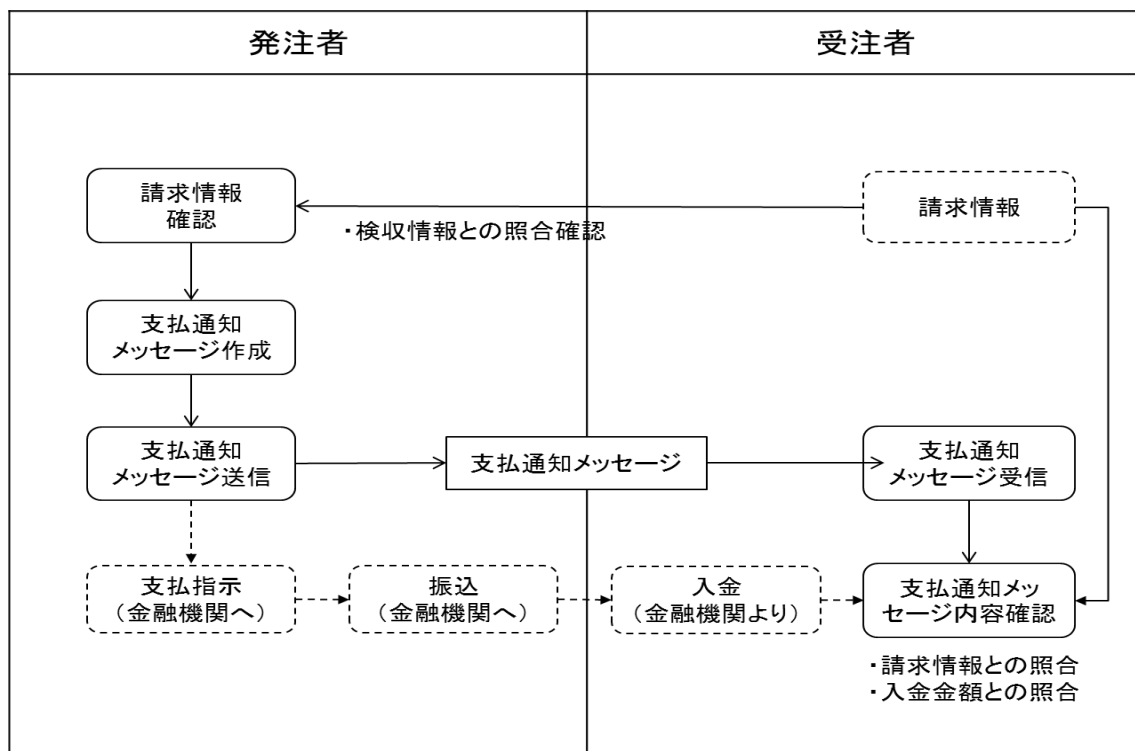 発注者
受注者
請求情報
確認
請求情報
・検収情報との照合確認
支払通知
メッセージ作成
支払通知
メッセージ送信
支払通知メッセージ
支払通知
メッセージ受信
支払指示
（金融機関へ）
振込
（金融機関へ）
入金
（金融機関より）
支払通知メッ
セージ内容確認
・請求情報との照合
・入金金額との照合